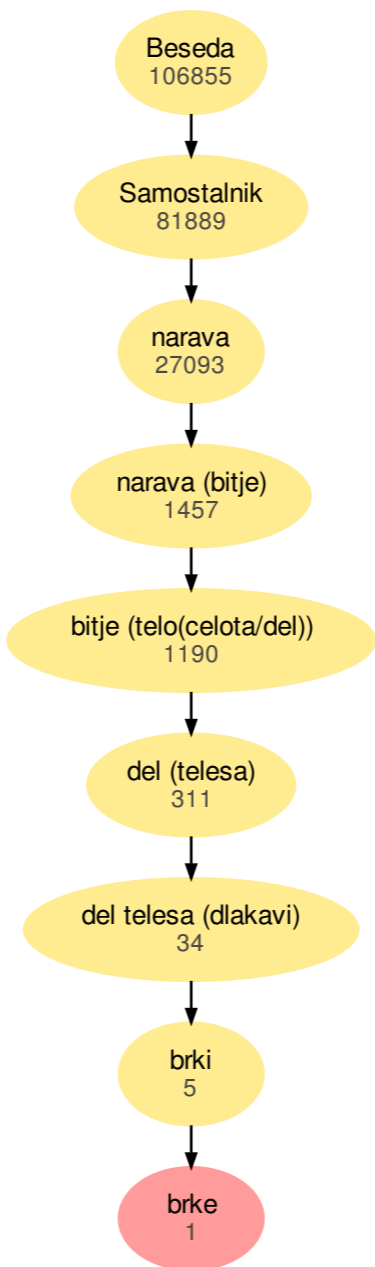 Beseda
106855
Samostalnik
81889
narava
27093
narava (bitje)
1457
bitje (telo(celota/del))
1190
del (telesa)
311
del telesa (dlakavi)
34
brki
5
brke
1